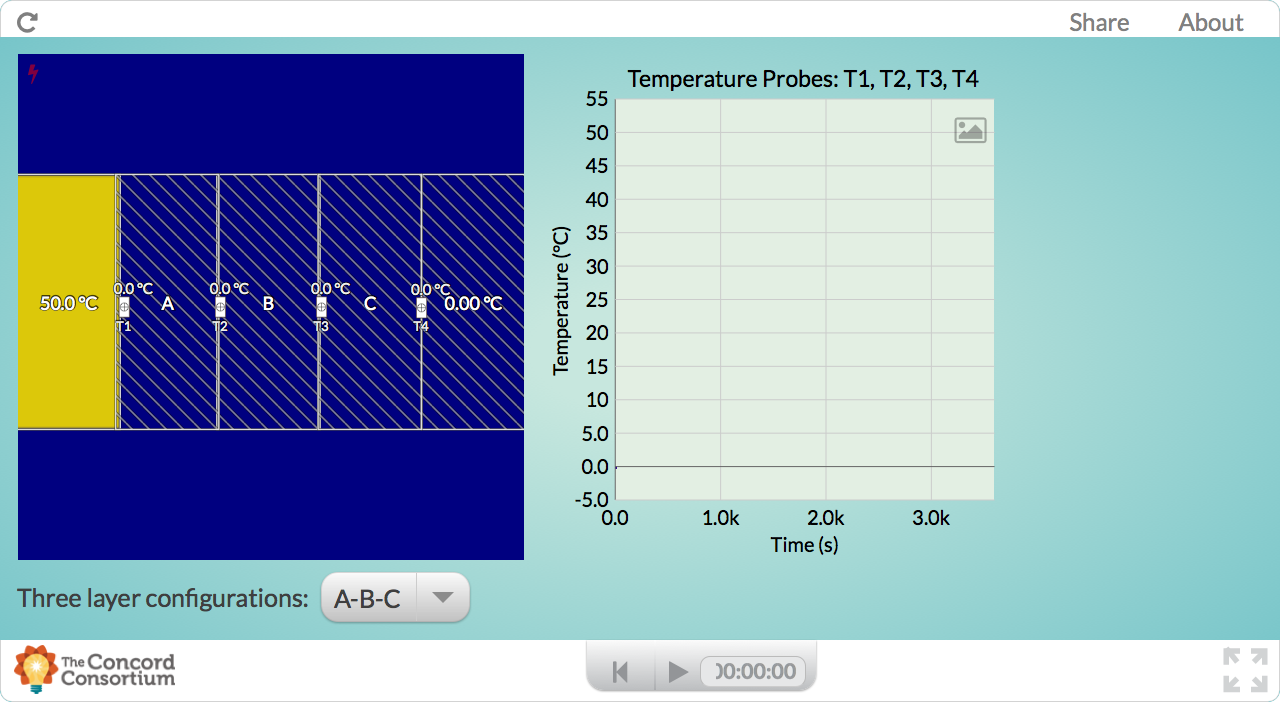 Share About
Temperature Probes: T1, T2, T3, T4
55
50
45
40
35
30
25
20
15
10
5.0
0.0
-5.0
Temperature (°C)
0.0 1.0k 2.0k 3.0k
Time (s)
0.0 °C 0.0 °C 0.0 °C 0.0 °C
50.0 °C A B C 0.00 °C
T1 T2 T3 T4
Three layer configurations: A-B-C
The Concord
Consortium
00:00:00